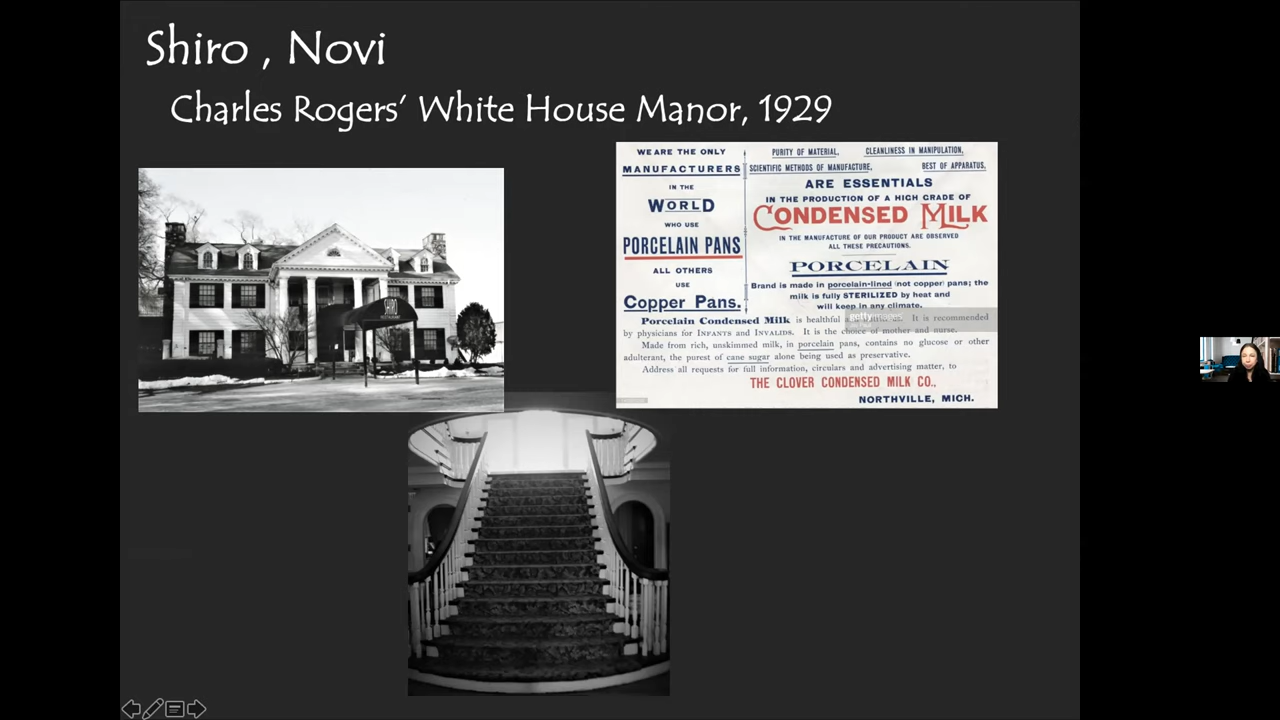 Shiro , Novi
Charles Rogers' White House Manor, 1929
SHIRO
WE ARE THE ONLY
MANUFACTURERS
IN THE
WORLD
WHO USE
PORCELAIN PANS
ALL OTHERS
USE
Copper Pans.
PURITY OF MATERIAL, CLEANLINESS IN MANIPULATION,
SCIENTIFIC METHODS OF MANUFACTURE, BEST OF APPARATUS,
ARE ESSENTIALS
IN THE PRODUCTION OF A HIGH GRADE OF
CONDENSED MILK
IN THE MANUFACTURE OF OUR PRODUCT ARE OBSERVED
ALL THESE PRECAUTIONS.
PORCELAIN
Brand is made in porcelain-lined (not copper) pans; the
milk is fully STERILIZED by heat and
will keep in any climate.
gettyimages
Porcelain Condensed Milk is healthful It is recommended
by physicians for INFANTS and INVALIDS. It is the choice of mother and nurse.
Made from rich, unskimmed milk, in porcelain pans, contains no glucose or other
adulterant, the purest of cane sugar alone being used as preservative.
Address all requests for full information, circulars and advertising matter, to
THE CLOVER CONDENSED MILK CO.,
NORTHVILLE, MICH.